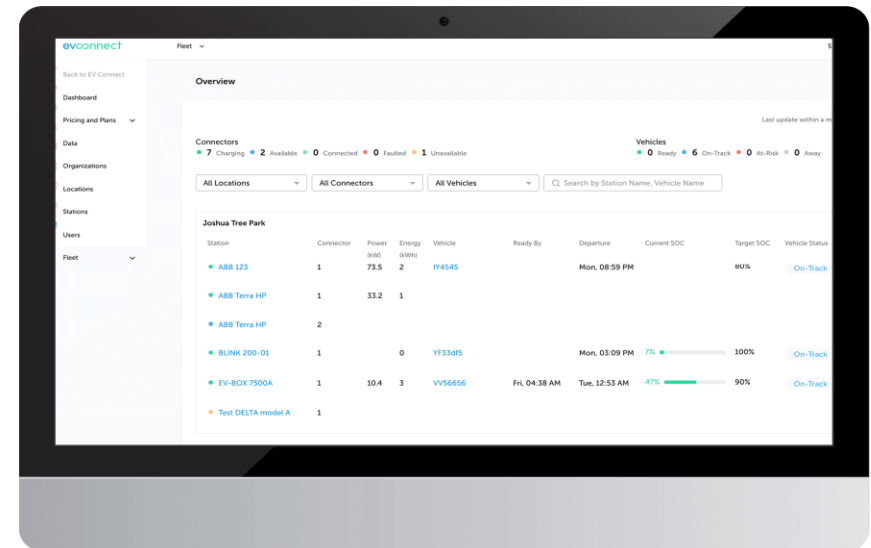 evconnect
Fleet
S
Back to EV Connect
Overview
Dashboard
Pricing and Plans
Last update within a m
Data
Connectors
Vehicles
7 Charging 2 Available 0 Connected 0 Faulted 1 Unavailable
0 Ready 6 On-Track 0 At-Risk 0 Away
Organizations
Locations
All Locations All Connectors All Vehicles Search by Station Name, Vehicle Name
Stations
Users
Fleet
Joshua Tree Park
Station Connector Power (kW) Energy (kWh) Vehicle Ready By Departure Current SOC Target SOC Vehicle Status
ABB 123 1 73.5 2 IY4545 Mon, 08:59 PM 80% On-Track
ABB Terra HP 1 33.2 1
ABB Terra HP 2
BLINK 200-01 1 0 YF33df5 Mon, 03:09 PM 7% 100% On-Track
EV-BOX 7500A 1 10.4 3 VV56656 Fri, 04:38 AM Tue, 12:53 AM 47% 90% On-Track
Test DELTA model A 1